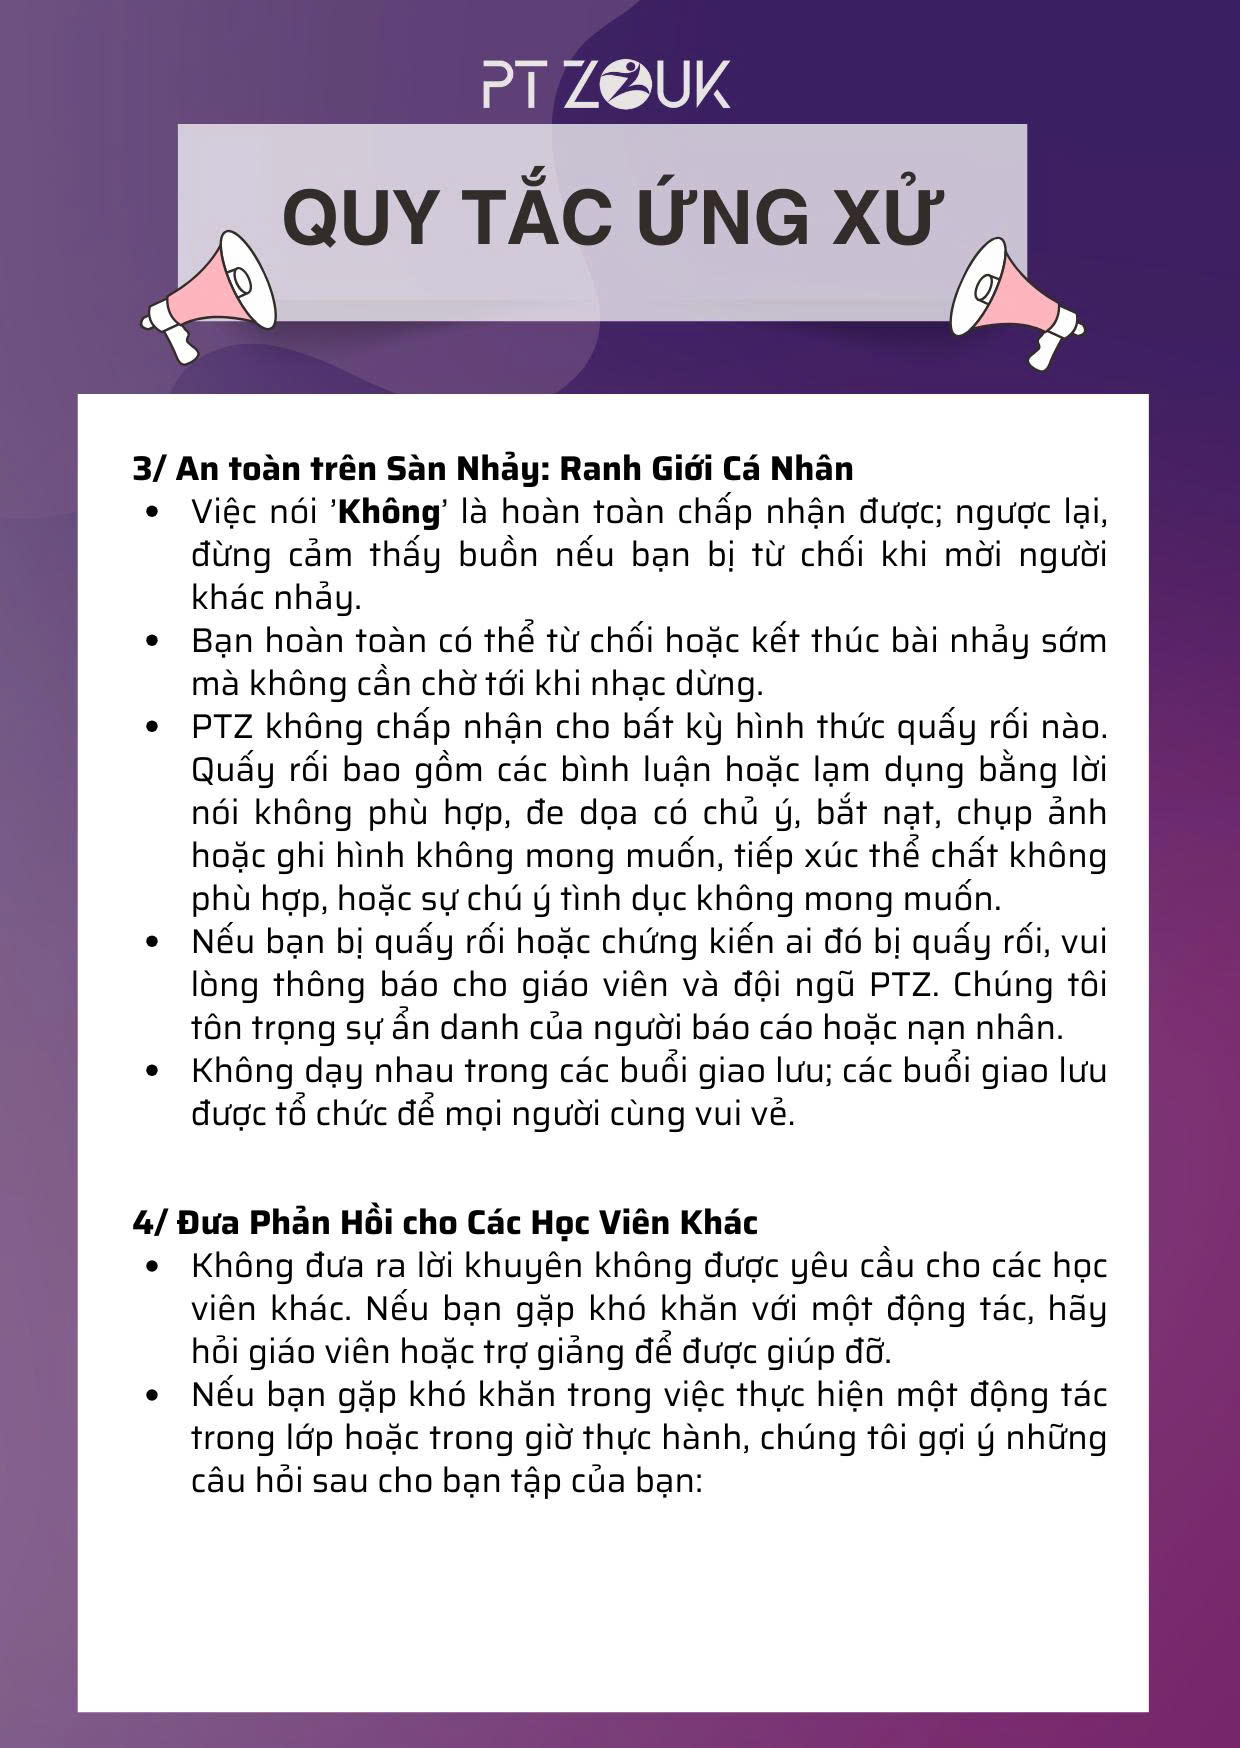 PT ZOUK
QUY TẮC ỨNG XỬ
3/ An toàn trên Sàn Nhảy: Ranh Giới Cá Nhân
• Việc nói ’Không’ là hoàn toàn chấp nhận được; ngược lại,
đừng cảm thấy buồn nếu bạn bị từ chối khi mời người
khác nhảy.
• Bạn hoàn toàn có thể từ chối hoặc kết thúc bài nhảy sớm
mà không cần chờ tới khi nhạc dừng.
• PTZ không chấp nhận cho bất kỳ hình thức quấy rối nào.
Quấy rối bao gồm các bình luận hoặc lạm dụng bằng lời
nói không phù hợp, đe dọa có chủ ý, bắt nạt, chụp ảnh
hoặc ghi hình không mong muốn, tiếp xúc thể chất không
phù hợp, hoặc sự chú ý tình dục không mong muốn.
• Nếu bạn bị quấy rối hoặc chứng kiến ai đó bị quấy rối, vui
lòng thông báo cho giáo viên và đội ngũ PTZ. Chúng tôi
tôn trọng sự ẩn danh của người báo cáo hoặc nạn nhân.
• Không dạy nhau trong các buổi giao lưu; các buổi giao lưu
được tổ chức để mọi người cùng vui vẻ.
4/ Đưa Phản Hồi cho Các Học Viên Khác
• Không đưa ra lời khuyên không được yêu cầu cho các học
viên khác. Nếu bạn gặp khó khăn với một động tác, hãy
hỏi giáo viên hoặc trợ giảng để được giúp đỡ.
• Nếu bạn gặp khó khăn trong việc thực hiện một động tác
trong lớp hoặc trong giờ thực hành, chúng tôi gợi ý những
câu hỏi sau cho bạn tập của bạn: